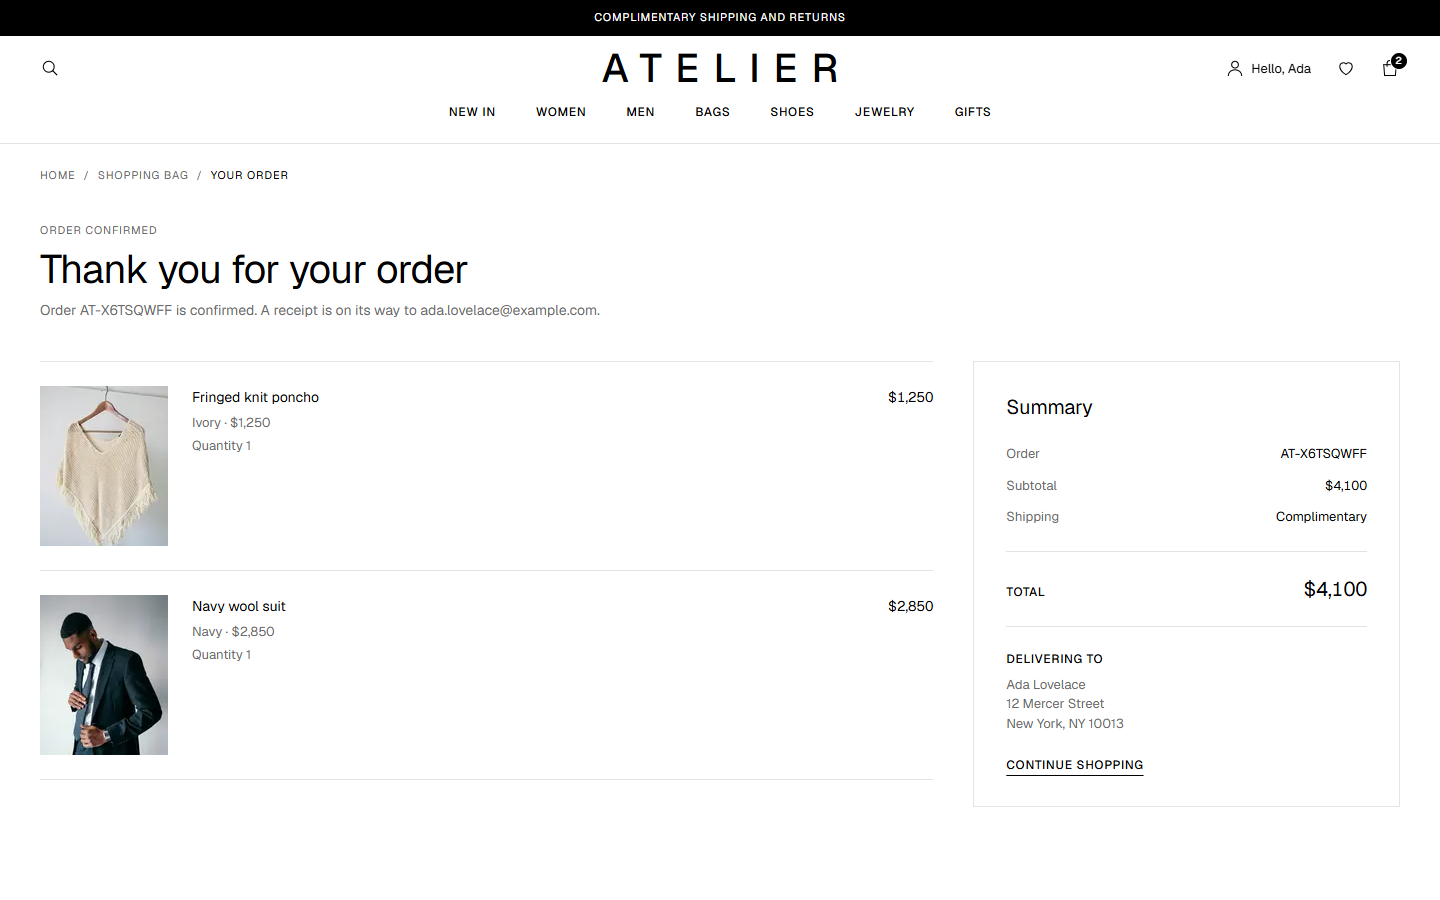 COMPLIMENTARY SHIPPING AND RETURNS
ATELIER
Hello, Ada
2
NEW IN WOMEN MEN BAGS SHOES JEWELRY GIFTS
HOME / SHOPPING BAG / YOUR ORDER
ORDER CONFIRMED
Thank you for your order
Order AT-X6TSQWFF is confirmed. A receipt is on its way to ada.lovelace@example.com.
Fringed knit poncho $1,250
Ivory · $1,250
Quantity 1
Navy wool suit $2,850
Navy · $2,850
Quantity 1
Summary
Order AT-X6TSQWFF
Subtotal $4,100
Shipping Complimentary
TOTAL $4,100
DELIVERING TO
Ada Lovelace
12 Mercer Street
New York, NY 10013
CONTINUE SHOPPING